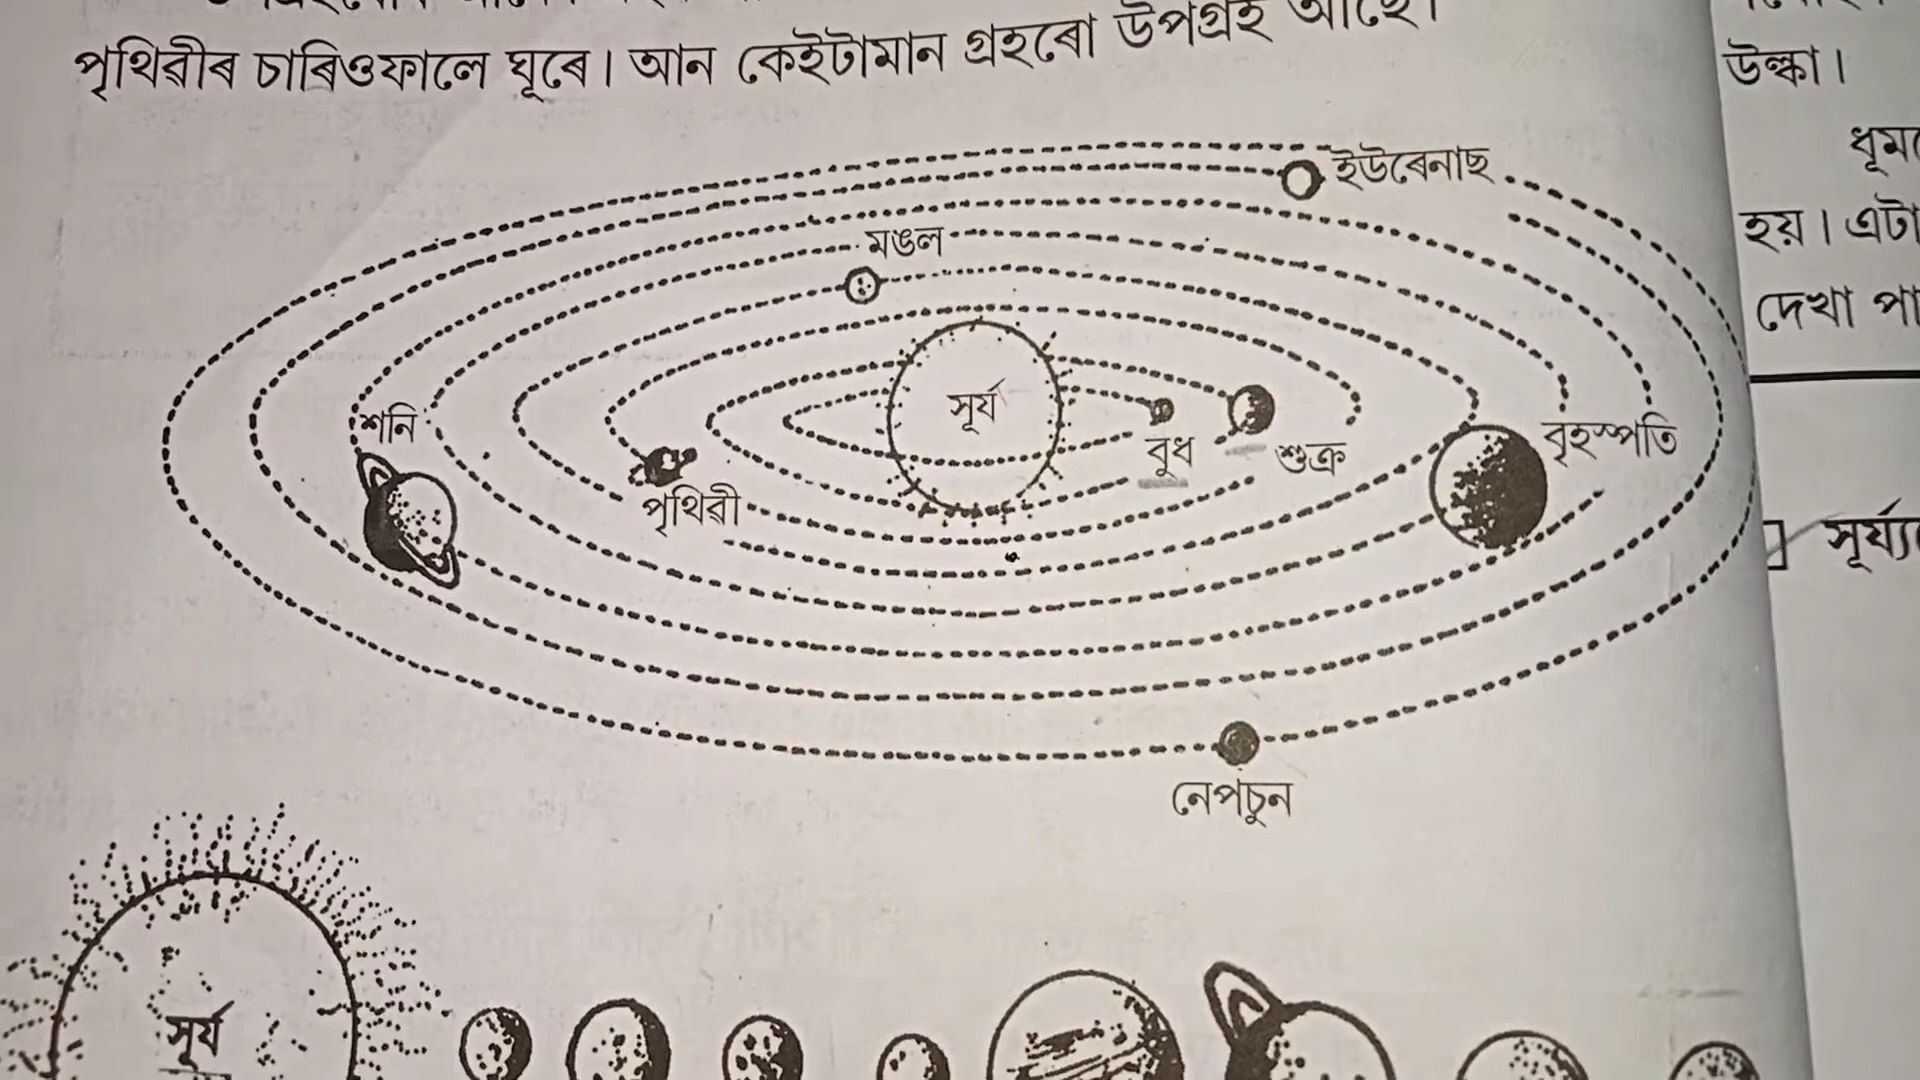 পৃথিৱীৰ চাৰিওফালে ঘূৰে। আন কেইটামান গ্ৰহৰো উপগ্ৰহ আছে।
উল্কা।
হয়। এটা
দেখা
ইউৰেনাছ
মঙল
সূৰ্য
শনি
বুধ
শুক্ৰ
বৃহস্পতি
পৃথিৱী
নেপচুন
সূৰ্য